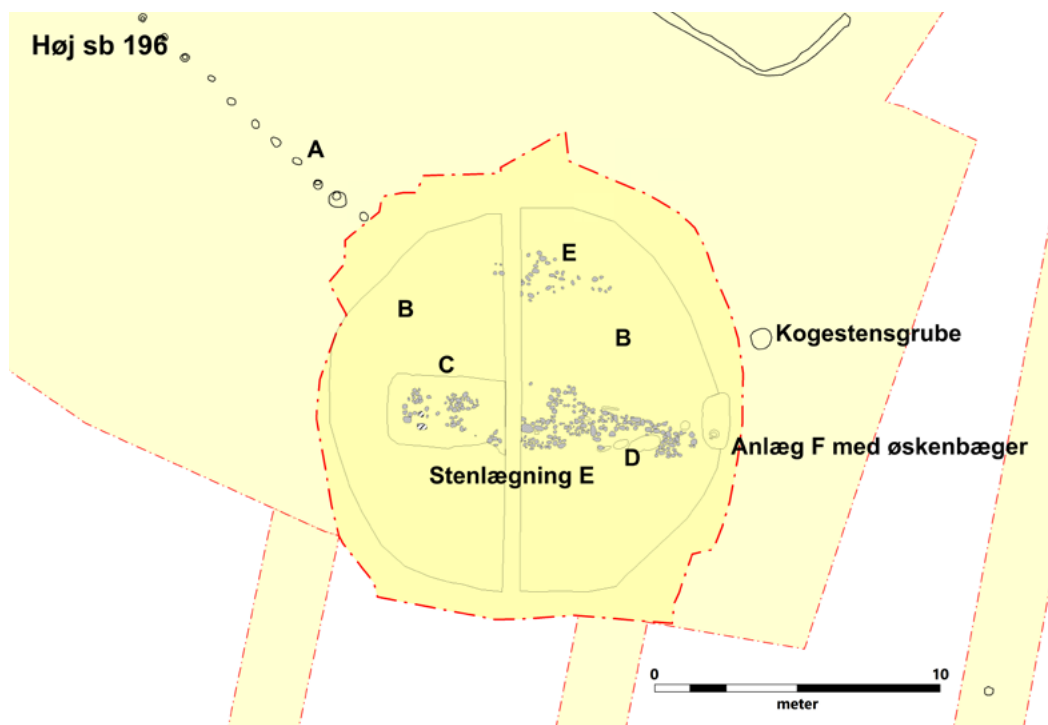 Høj sb 196
A
E
B
B
Kogestensgrube
C
Anlæg F med øskenbæger
D
Stenlægning E
0 10
meter